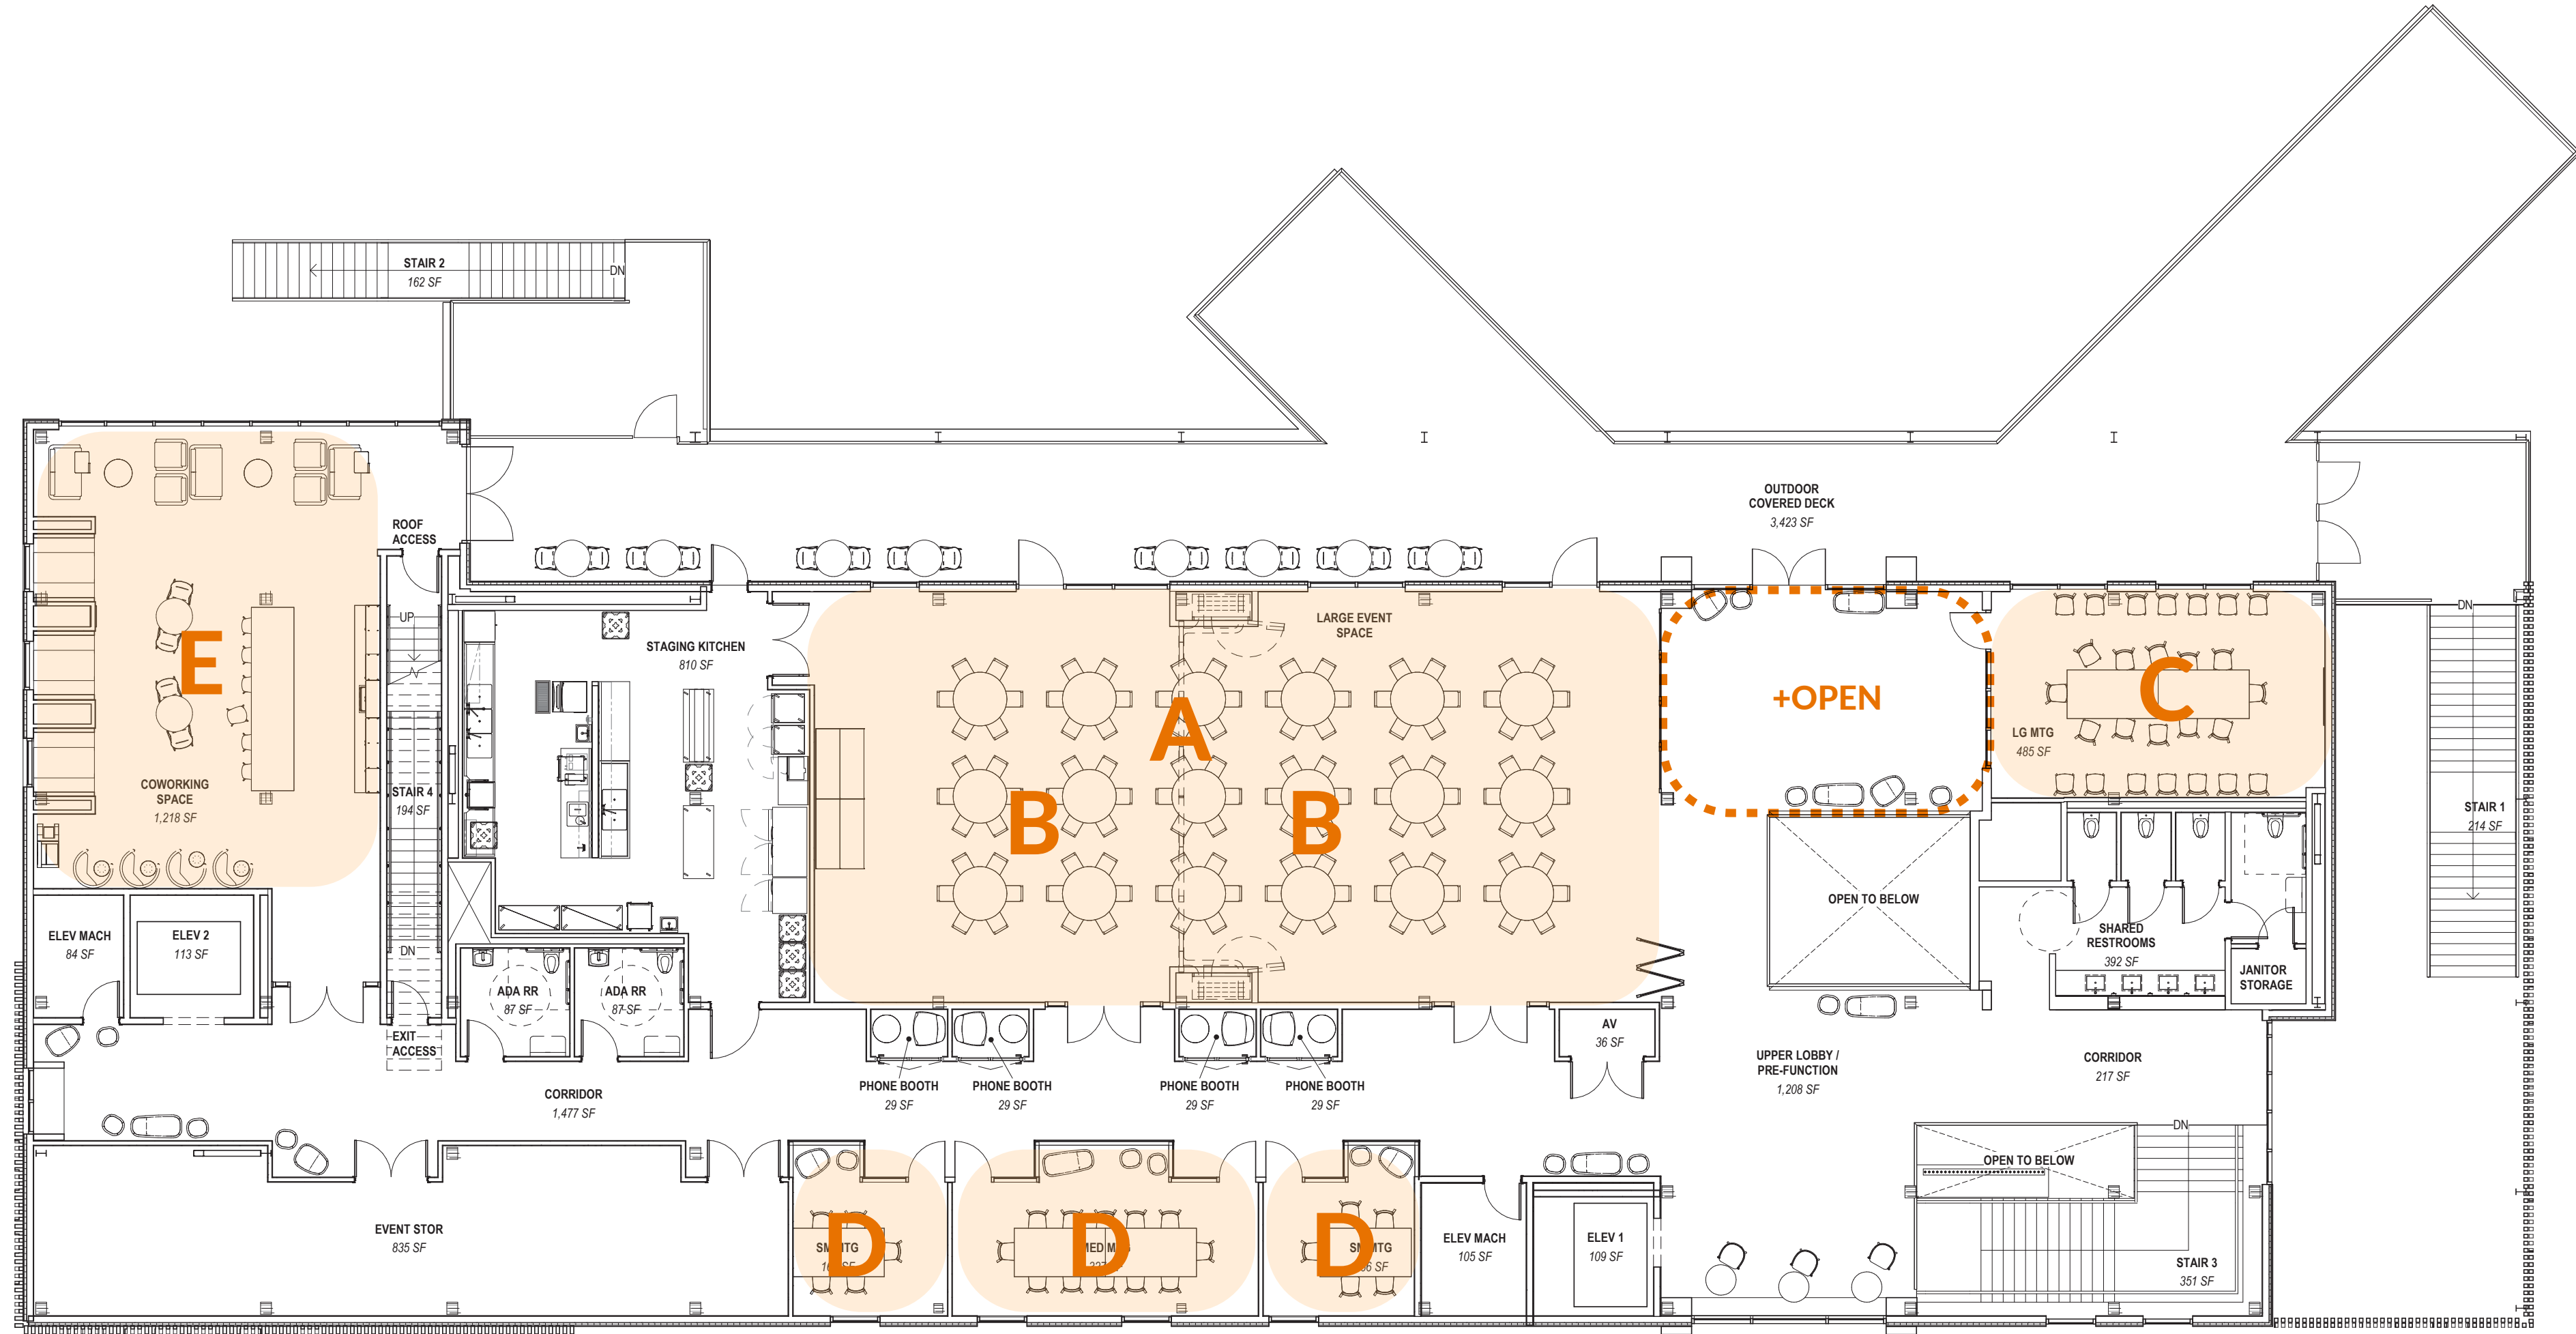 STAIR 2
162 SF
DN
OUTDOOR
COVERED DECK
3,423 SF
ROOF
ACCESS
UP
E
COWORKING
SPACE
1,218 SF
STAIR 4
194 SF
DN
EXIT
ACCESS
STAGING KITCHEN
810 SF
LARGE EVENT
SPACE
A
B
B
+OPEN
C
LG MTG
485 SF
DN
STAIR 1
214 SF
OPEN TO BELOW
SHARED
RESTROOMS
392 SF
JANITOR
STORAGE
ELEV MACH
84 SF
ELEV 2
113 SF
ADA RR
87 SF
ADA RR
87 SF
PHONE BOOTH
29 SF
PHONE BOOTH
29 SF
PHONE BOOTH
29 SF
PHONE BOOTH
29 SF
AV
36 SF
UPPER LOBBY /
PRE-FUNCTION
1,208 SF
CORRIDOR
217 SF
CORRIDOR
1,477 SF
DN
OPEN TO BELOW
EVENT STOR
835 SF
D
D
D
ELEV MACH
105 SF
ELEV 1
109 SF
STAIR 3
351 SF